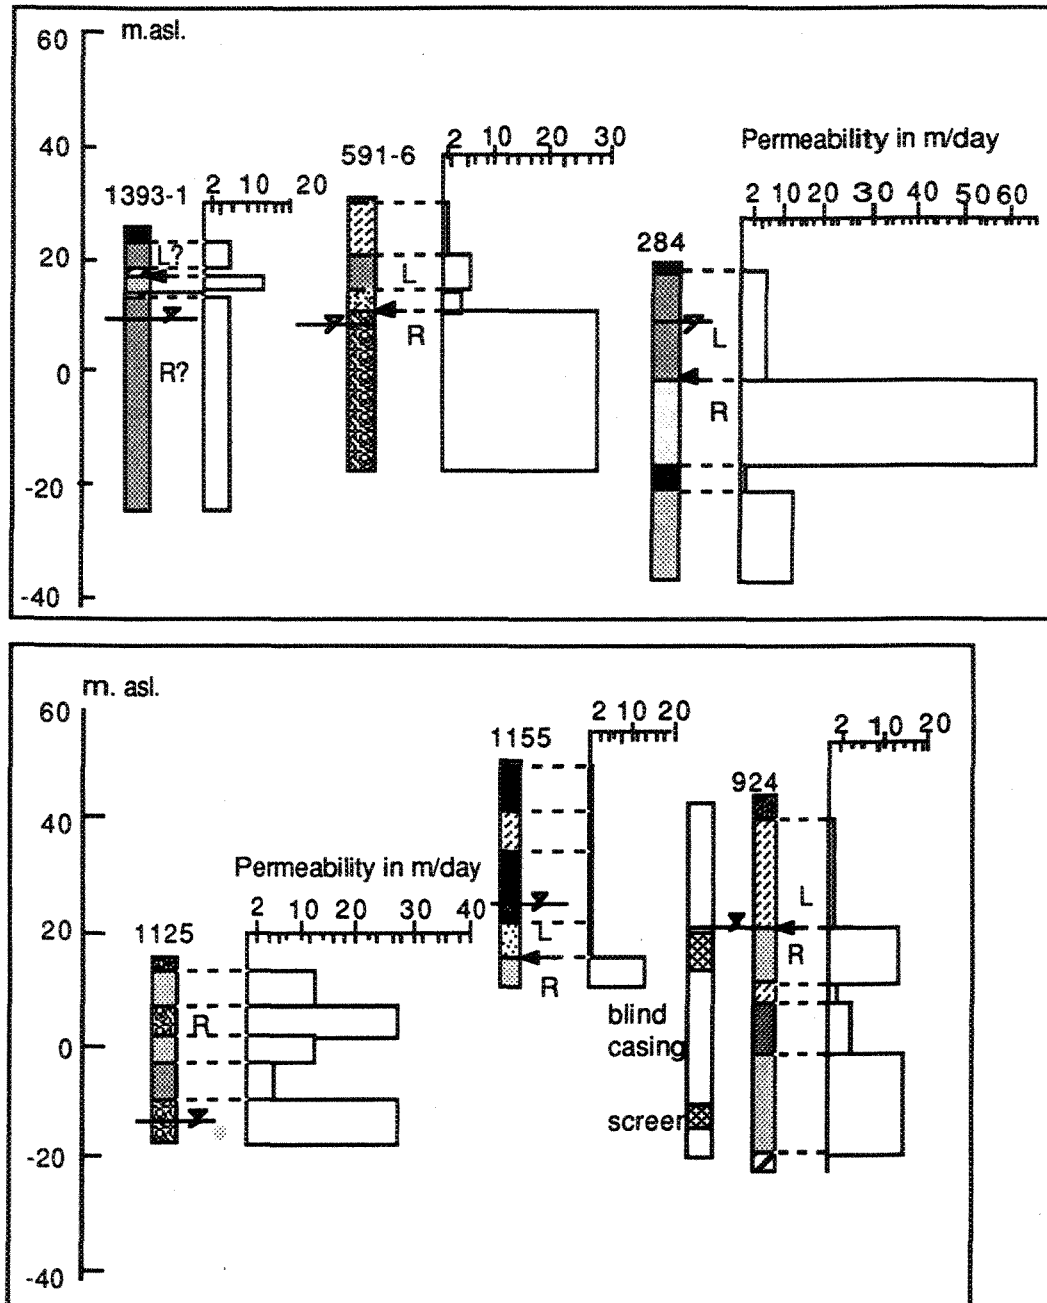 m.asl.
60
40
20
0
-20
-40
1393-1
2 10 20
L?
R?
591-6
2 10 20 30
L
R
Permeability in m/day
2 10 20 30 40 50 60
284
L
R
m. asl.
60
40
20
0
-20
-40
1125
Permeability in m/day
2 10 20 30 40
R
1155
2 10 20
L
R
blind
casing
screen
924
2 10 20
L
R